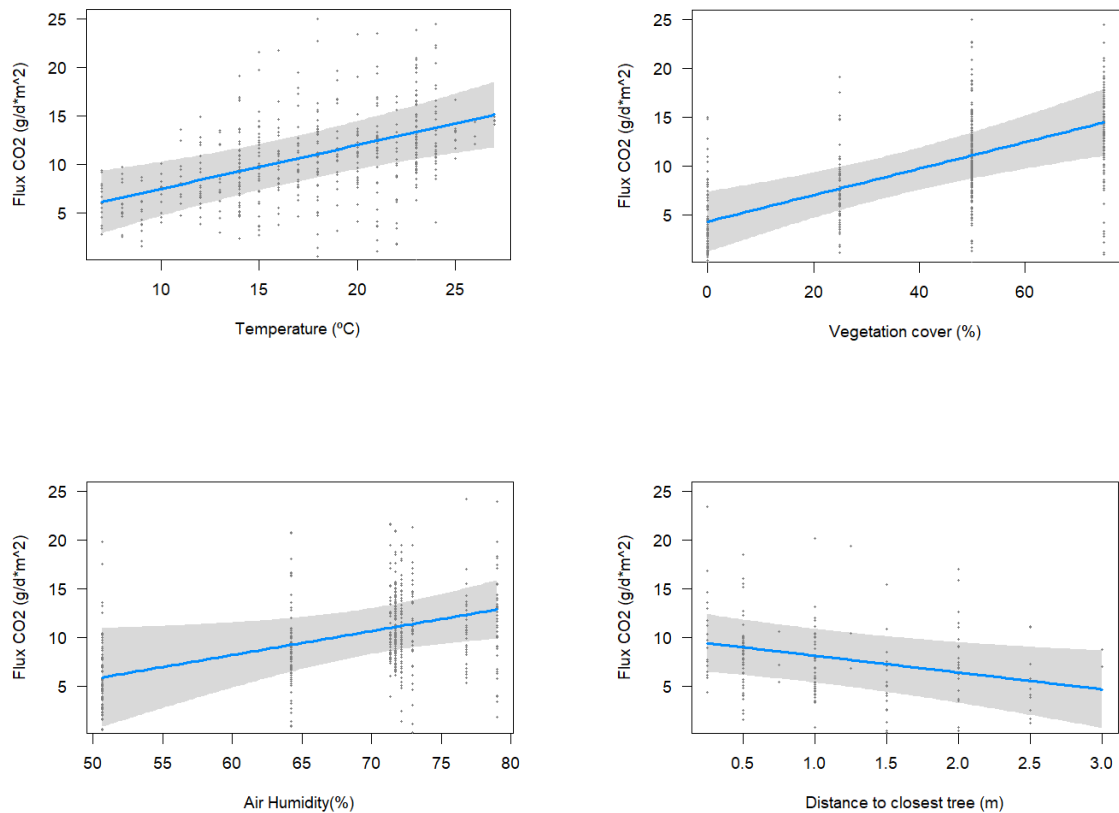 25
20
15
10
5
Flux CO2 (g/d*m^2)
10 15 20 25
Temperature (ºC)
25
20
15
10
5
Flux CO2 (g/d*m^2)
0 20 40 60
Vegetation cover (%)
25
20
15
10
5
Flux CO2 (g/d*m^2)
50 55 60 65 70 75 80
Air Humidity(%)
25
20
15
10
5
Flux CO2 (g/d*m^2)
0.5 1.0 1.5 2.0 2.5 3.0
Distance to closest tree (m)